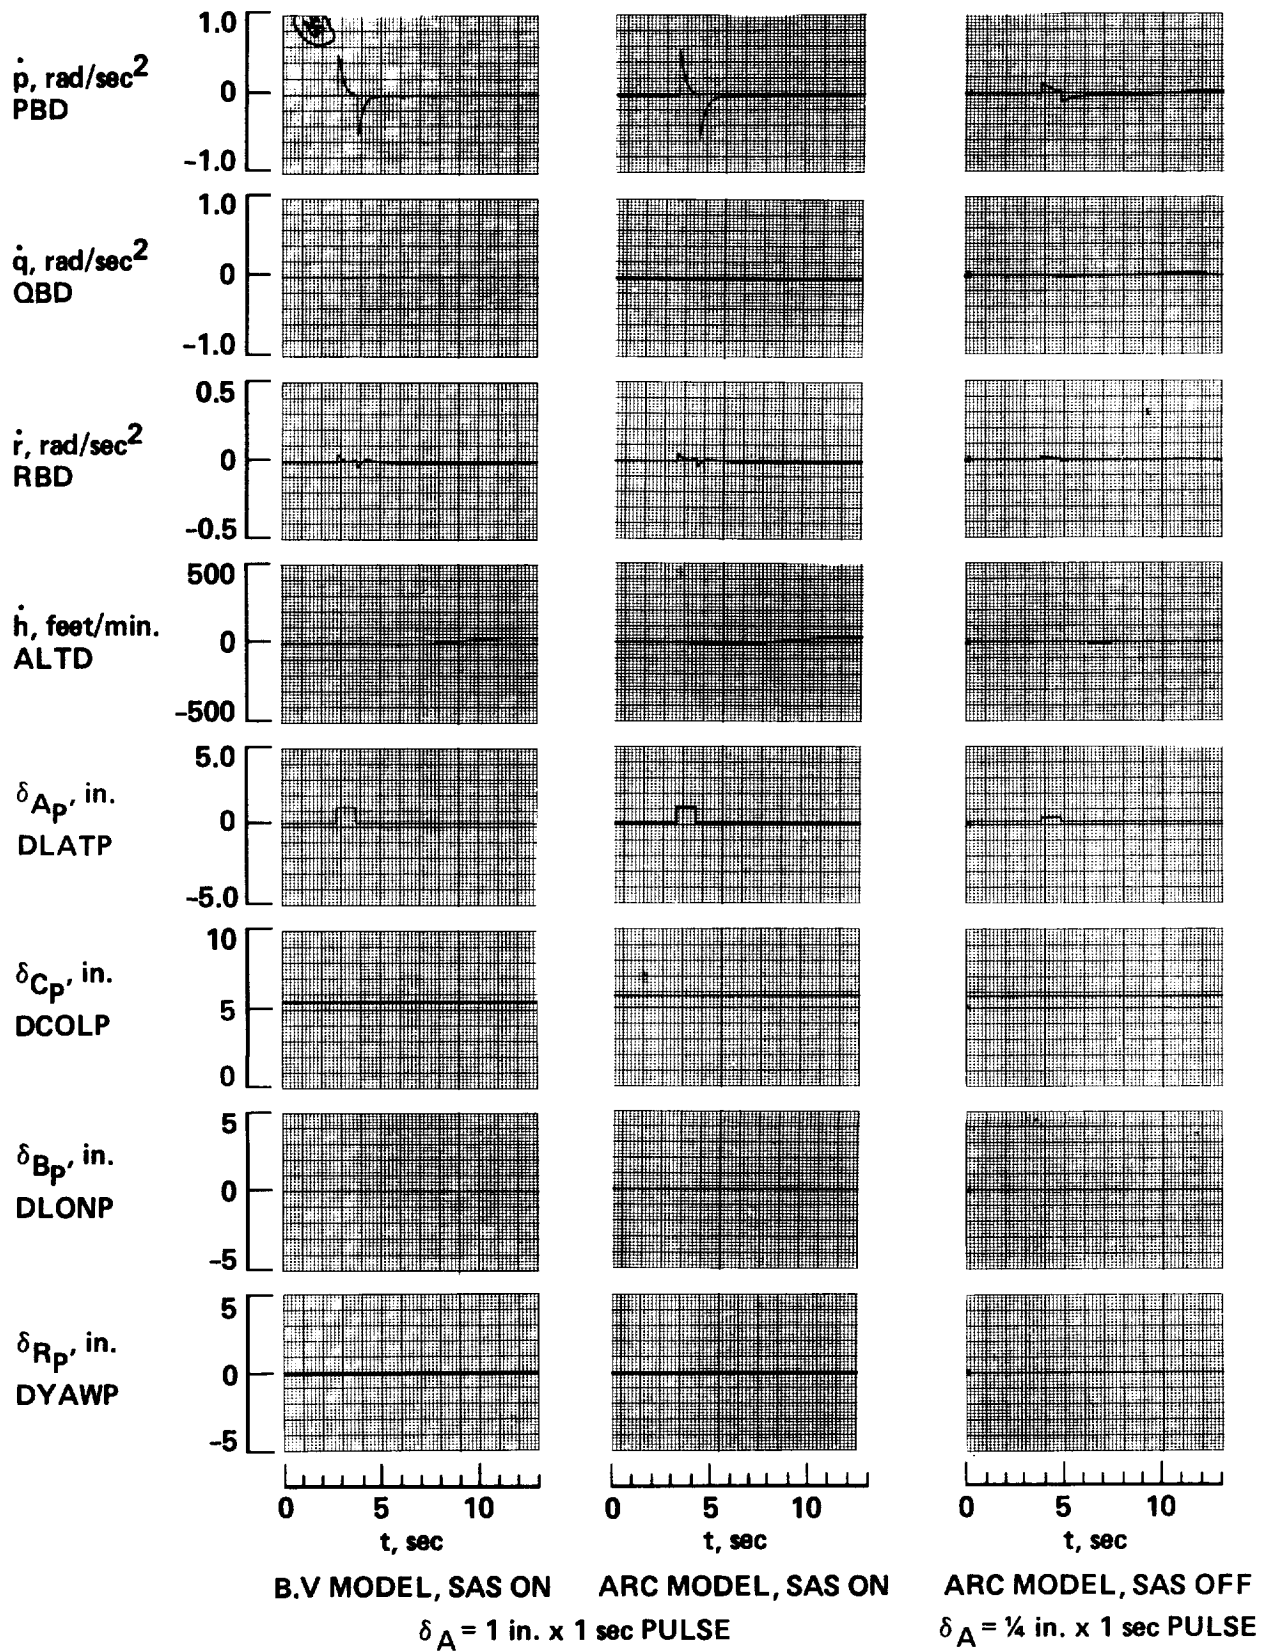 1.0
ṗ, rad/sec2
PBD
0
-1.0
1.0
q̇, rad/sec2
QBD
0
-1.0
0.5
ṙ, rad/sec2
RBD
0
-0.5
500
ḣ, feet/min.
ALTD
0
-500
5.0
δAP, in.
DLATP
0
-5.0
10
δCP, in.
DCOLP
5
0
5
δBP, in.
DLONP
0
-5
5
δRP, in.
DYAWP
0
-5
0 5 10 0 5 10 0 5 10
t, sec t, sec t, sec
B.V MODEL, SAS ON ARC MODEL, SAS ON ARC MODEL, SAS OFF
δA = 1 in. x 1 sec PULSE δA = ¼ in. x 1 sec PULSE